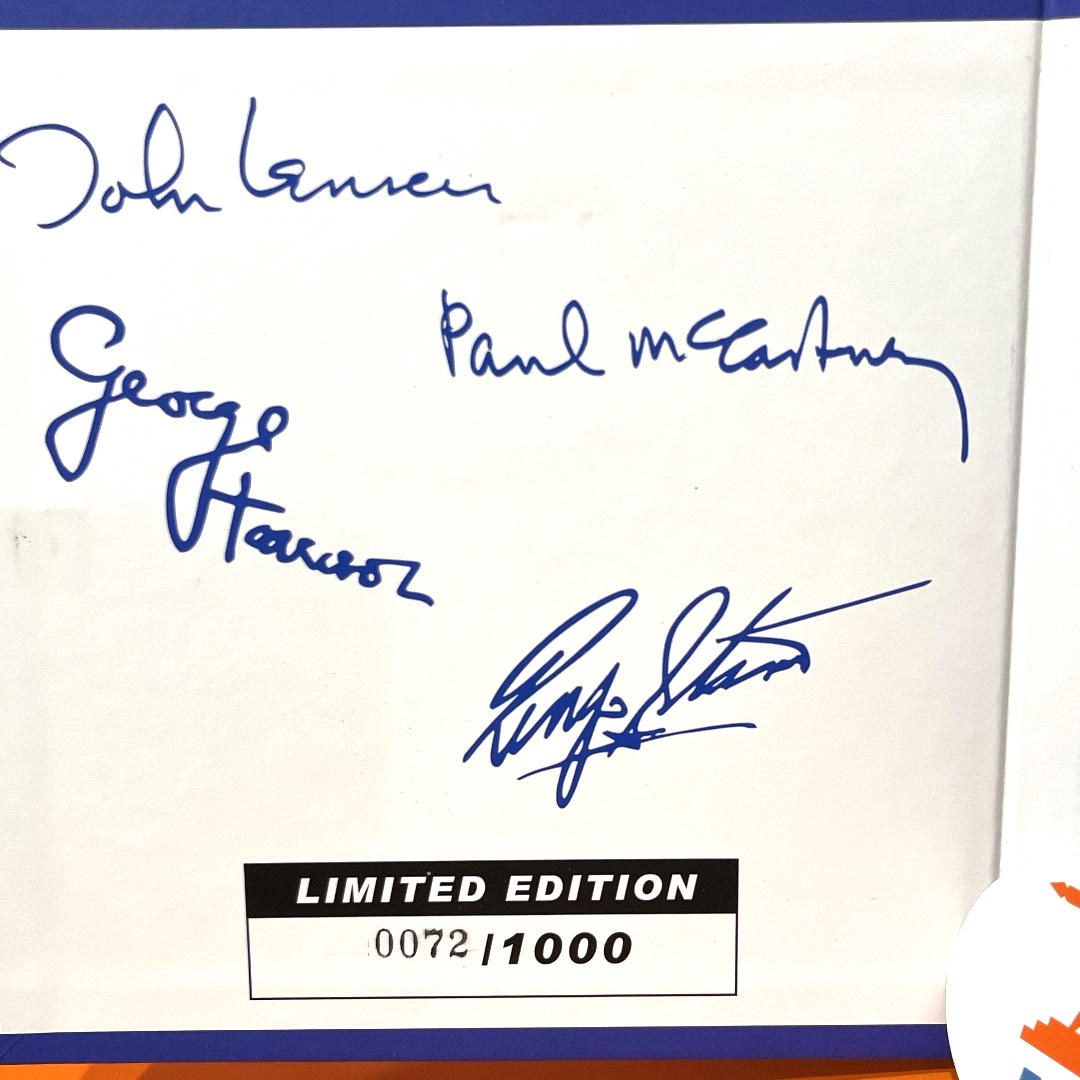 John Lennon
Paul McCartney
George
Harrison
Ringo Starr
LIMITED EDITION
0072 /1000